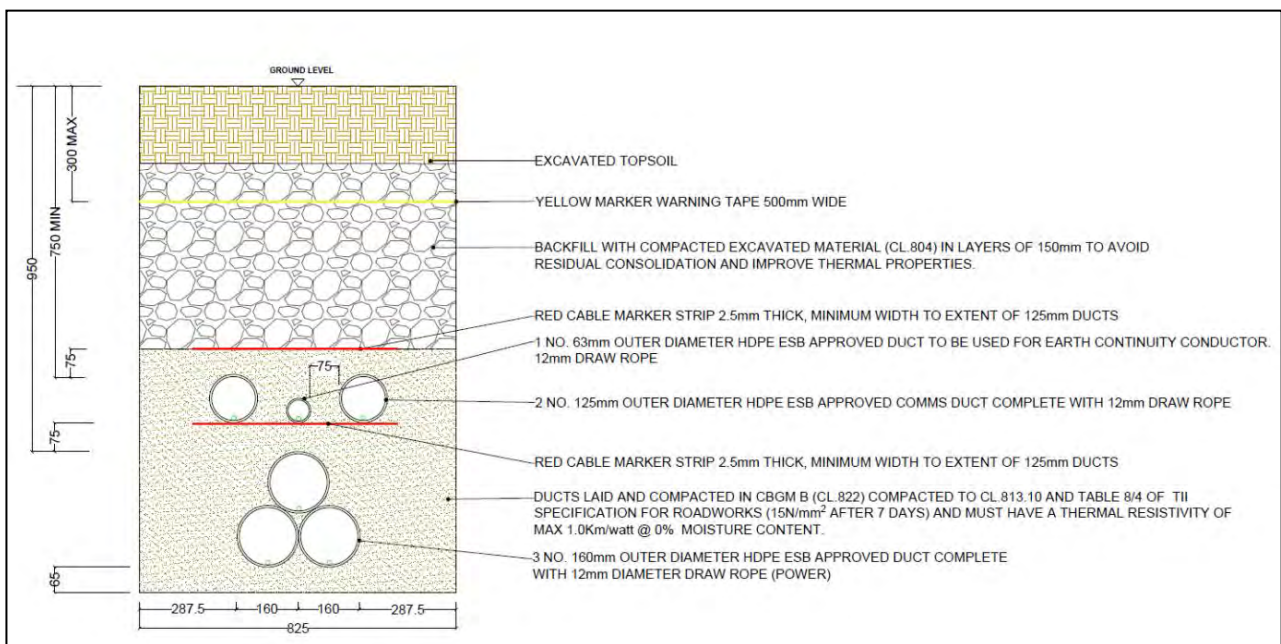 GROUND LEVEL
300 MAX
750 MIN
950
75
75
65
75
EXCAVATED TOPSOIL
YELLOW MARKER WARNING TAPE 500mm WIDE
BACKFILL WITH COMPACTED EXCAVATED MATERIAL (CL.804) IN LAYERS OF 150mm TO AVOID
RESIDUAL CONSOLIDATION AND IMPROVE THERMAL PROPERTIES.
RED CABLE MARKER STRIP 2.5mm THICK, MINIMUM WIDTH TO EXTENT OF 125mm DUCTS
1 NO. 63mm OUTER DIAMETER HDPE ESB APPROVED DUCT TO BE USED FOR EARTH CONTINUITY CONDUCTOR.
12mm DRAW ROPE
2 NO. 125mm OUTER DIAMETER HDPE ESB APPROVED COMMS DUCT COMPLETE WITH 12mm DRAW ROPE
RED CABLE MARKER STRIP 2.5mm THICK, MINIMUM WIDTH TO EXTENT OF 125mm DUCTS
DUCTS LAID AND COMPACTED IN CBGM B (CL.822) COMPACTED TO CL.813.10 AND TABLE 8/4 OF TII
SPECIFICATION FOR ROADWORKS (15N/mm² AFTER 7 DAYS) AND MUST HAVE A THERMAL RESISTIVITY OF
MAX 1.0Km/watt @ 0% MOISTURE CONTENT.
3 NO. 160mm OUTER DIAMETER HDPE ESB APPROVED DUCT COMPLETE
WITH 12mm DIAMETER DRAW ROPE (POWER)
287.5 160 160 287.5
825